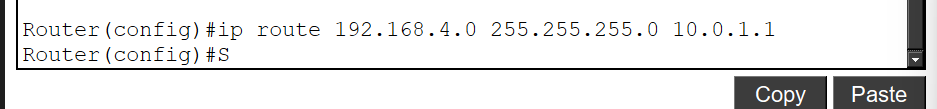 Router(config)#ip route 192.168.4.0 255.255.255.0 10.0.1.1
Router(config)#S
Copy Paste